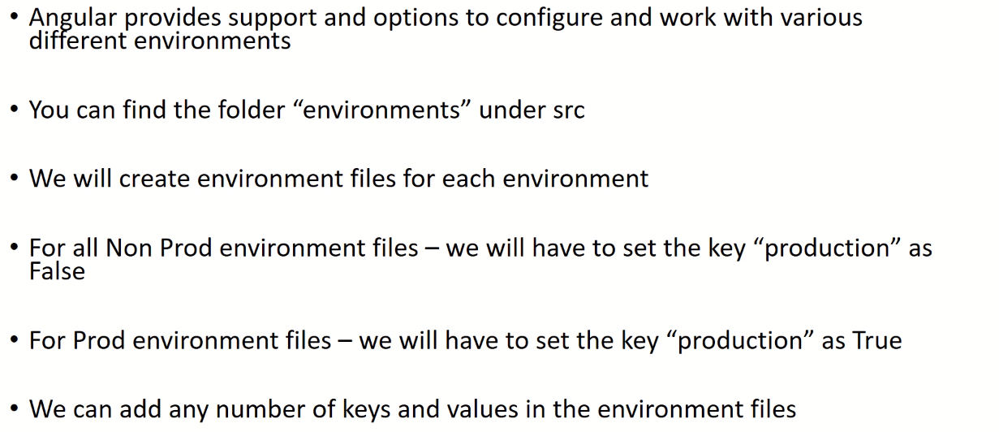 • Angular provides support and options to configure and work with various
different environments
• You can find the folder “environments” under src
• We will create environment files for each environment
• For all Non Prod environment files – we will have to set the key “production” as
False
• For Prod environment files – we will have to set the key “production” as True
• We can add any number of keys and values in the environment files